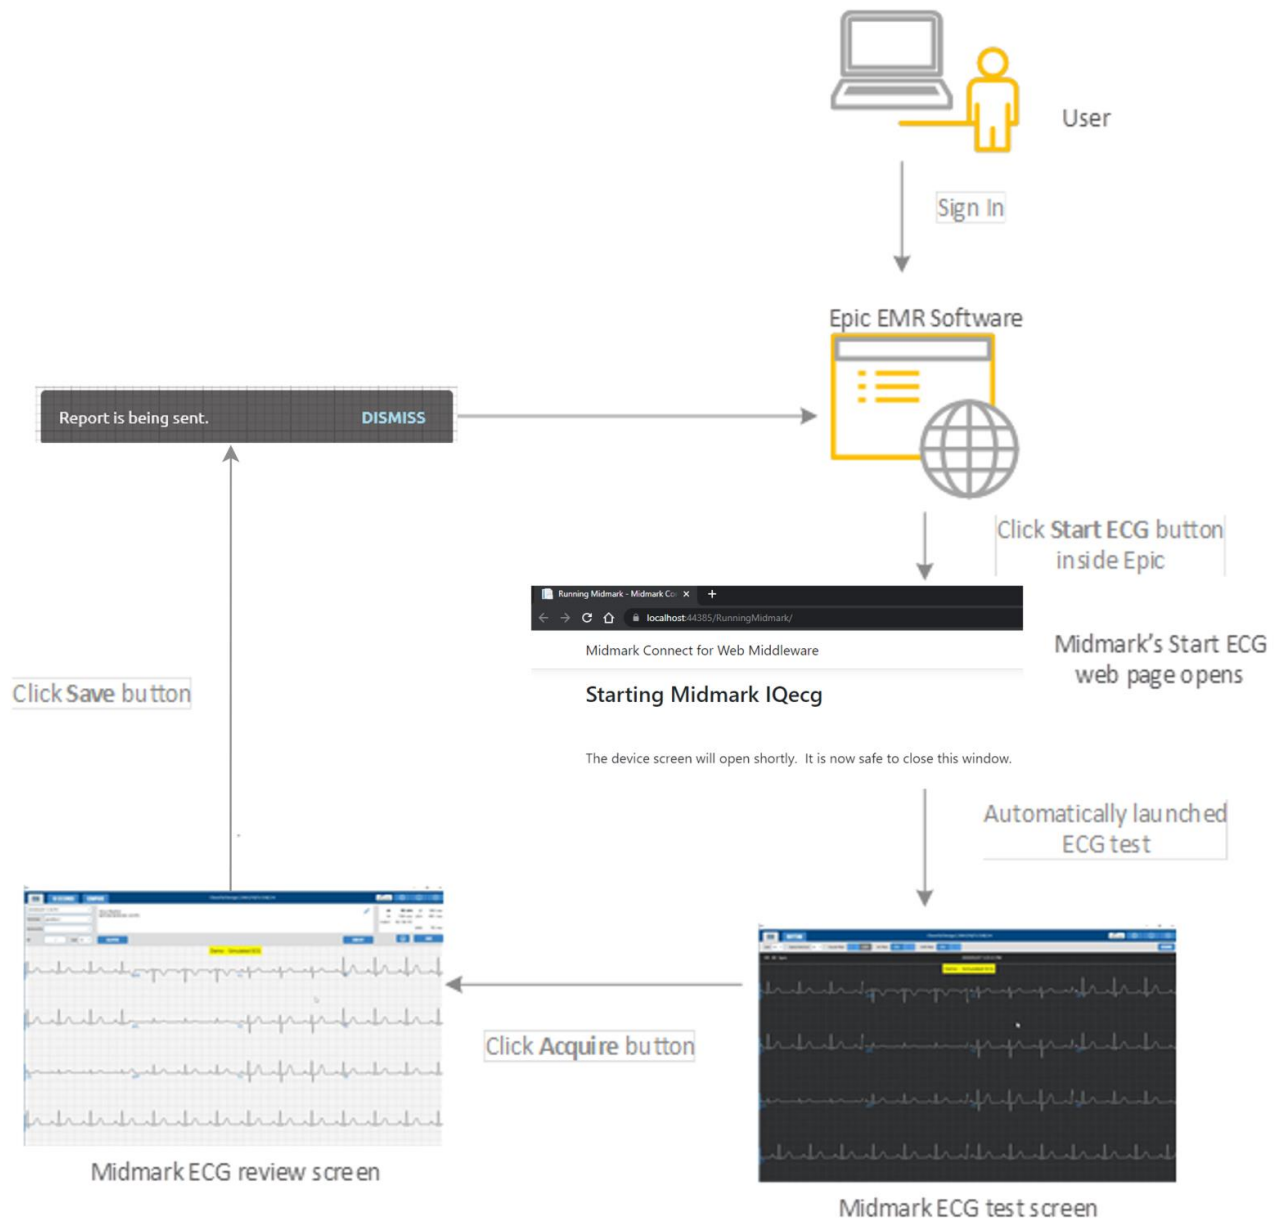 User
Sign In
Epic EMR Software
Report is being sent.
DISMISS
Click Start ECG button
inside Epic
Running Midmark - Midmark Co
localhost:44385/RunningMidmark/
Midmark Connect for Web Middleware
Midmark's Start ECG
web page opens
Starting Midmark IQecg
The device screen will open shortly. It is now safe to close this window.
Click Save button
Automatically launched
ECG test
Click Acquire button
Midmark ECG review screen
Midmark ECG test screen